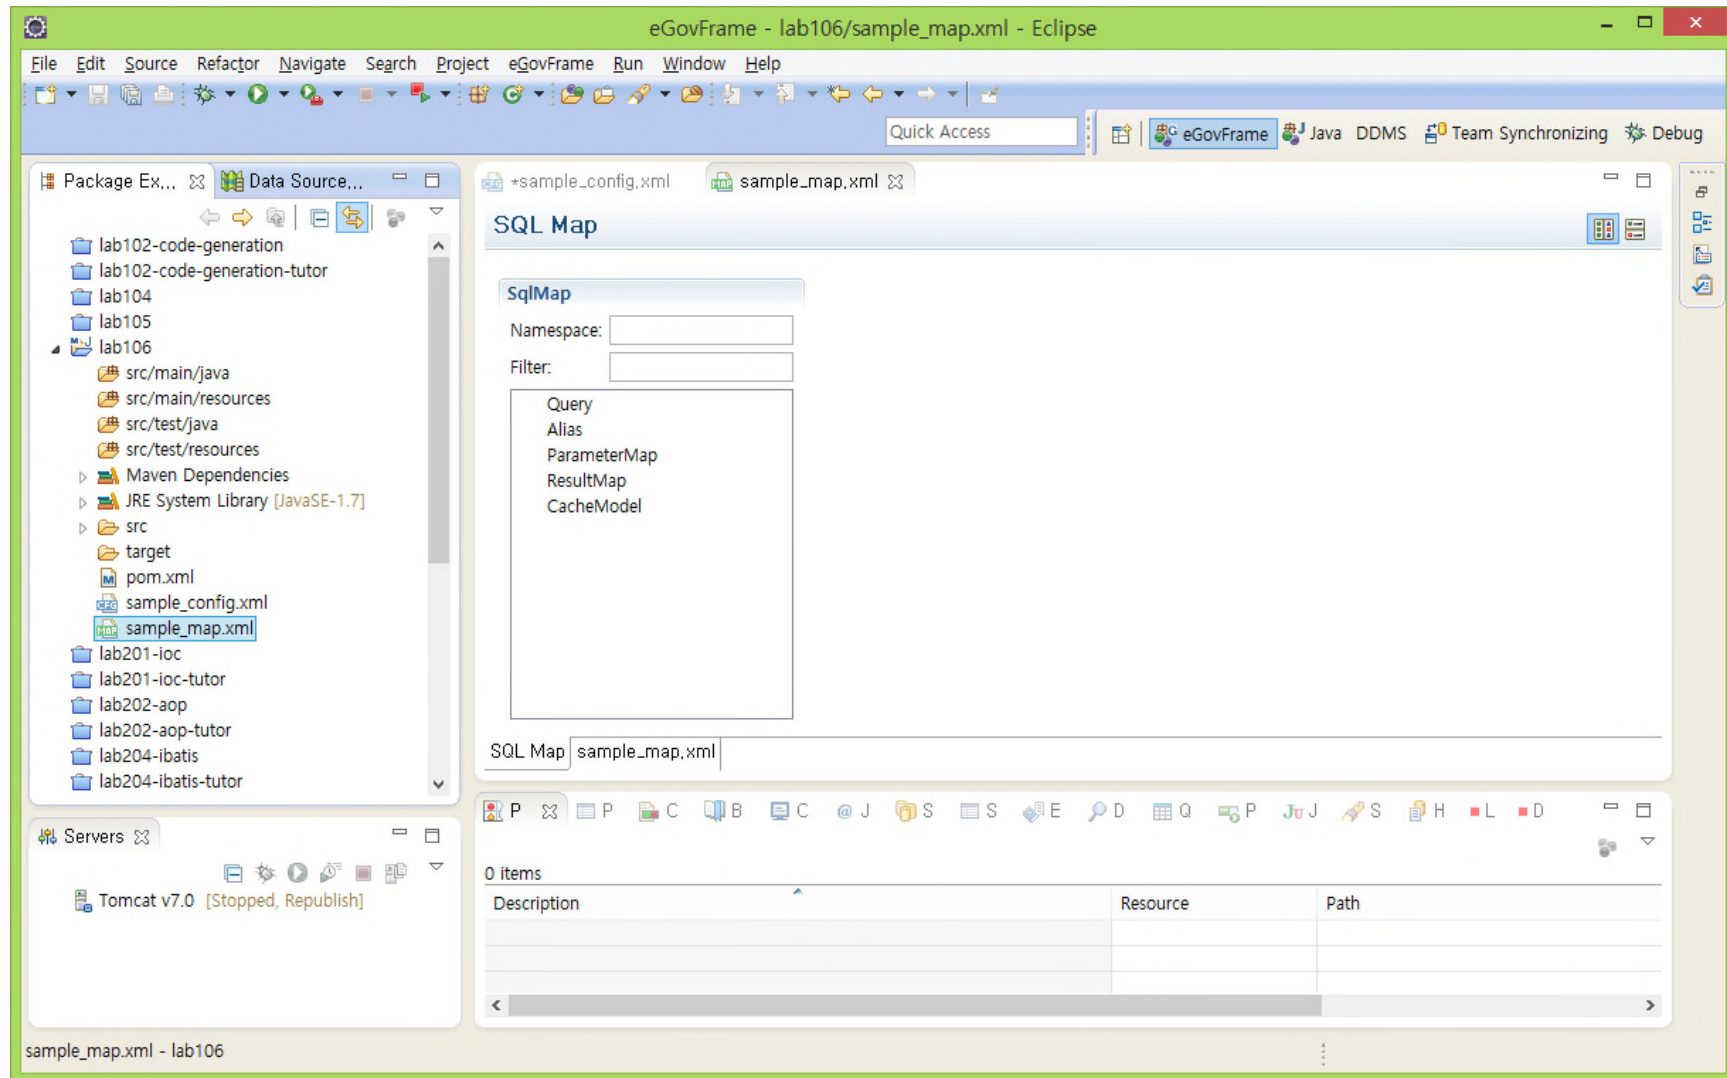 eGovFrame - lab106/sample_map.xml - Eclipse
File Edit Source Refactor Navigate Search Project eGovFrame Run Window Help
Quick Access
eGovFrame Java DDMS Team Synchronizing Debug
Package Ex... Data Source...
lab102-code-generation
lab102-code-generation-tutor
lab104
lab105
lab106
src/main/java
src/main/resources
src/test/java
src/test/resources
Maven Dependencies
JRE System Library [JavaSE-1.7]
src
target
pom.xml
sample_config.xml
sample_map.xml
lab201-ioc
lab201-ioc-tutor
lab202-aop
lab202-aop-tutor
lab204-ibatis
lab204-ibatis-tutor
Servers
Tomcat v7.0 [Stopped, Republish]
*sample_config.xml sample_map.xml
SQL Map
SqlMap
Namespace:
Filter:
Query
Alias
ParameterMap
ResultMap
CacheModel
SQL Map sample_map.xml
P P C B C @ J S S E D Q P Ju J S H L D
0 items
Description Resource Path
sample_map.xml - lab106